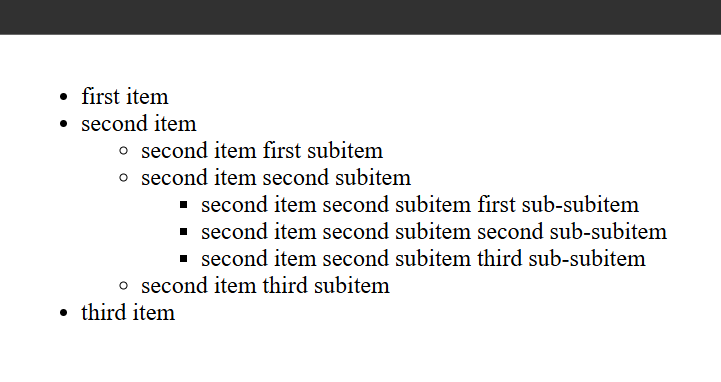 first item
second item
second item first subitem
second item second subitem
second item second subitem first sub-subitem
second item second subitem second sub-subitem
second item second subitem third sub-subitem
second item third subitem
third item